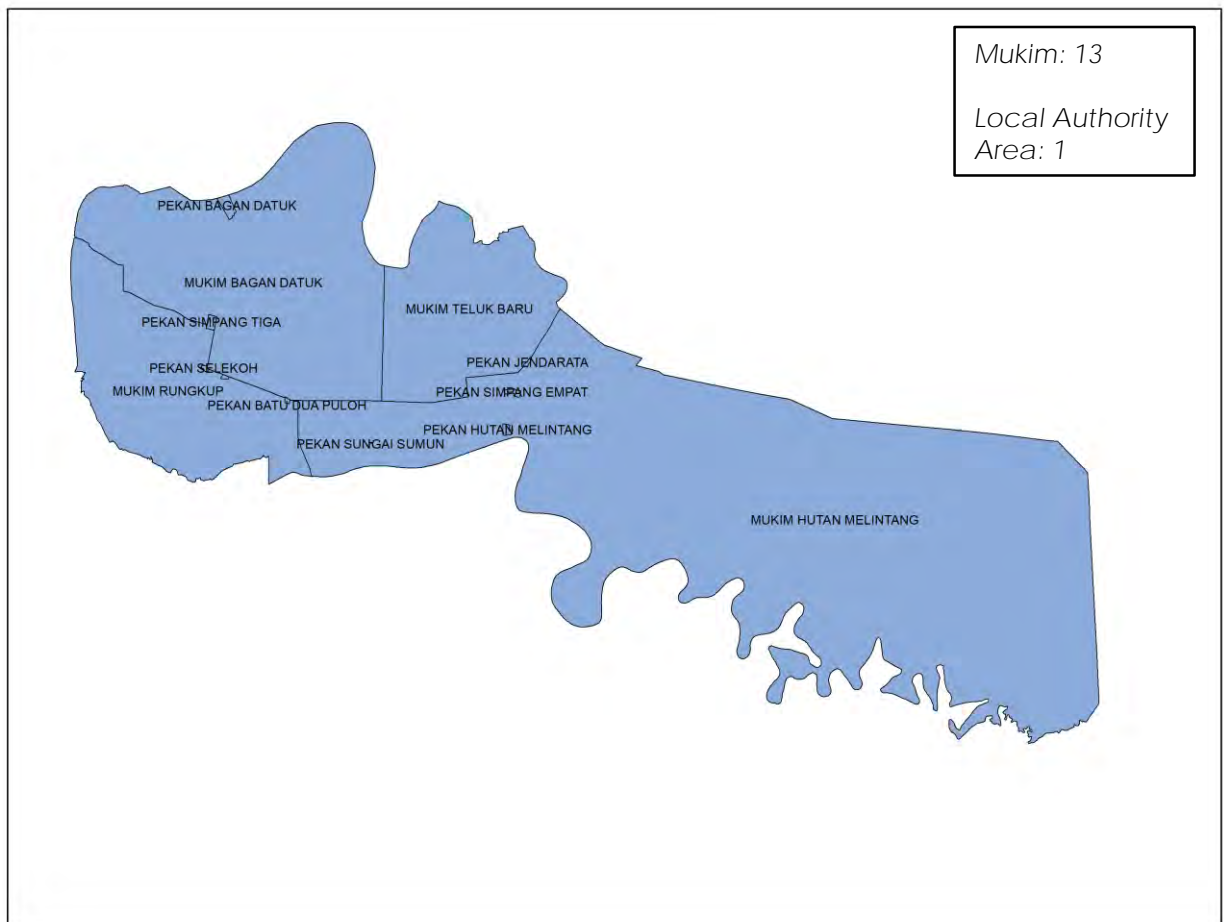 Mukim: 13
Local Authority
Area: 1
PEKAN BAGAN DATUK
MUKIM BAGAN DATUK
MUKIM TELUK BARU
PEKAN SIMPANG TIGA
PEKAN JENDARATA
PEKAN SELEKOH
MUKIM RUNGKUP
PEKAN SIMPANG EMPAT
PEKAN BATU DUA PULOH
PEKAN HUTAN MELINTANG
PEKAN SUNGAI SUMUN
MUKIM HUTAN MELINTANG